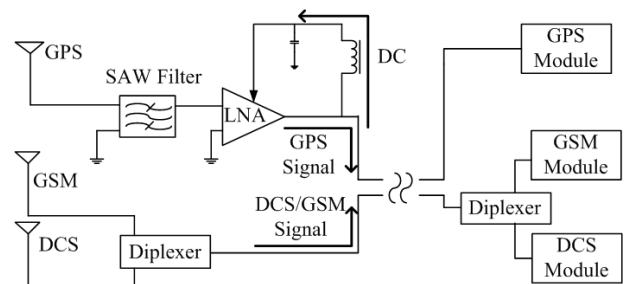 GPS
SAW Filter
LNA
DC
GPS
Signal
GPS
Module
GSM
DCS
Diplexer
DCS/GSM
Signal
GSM
Module
Diplexer
DCS
Module